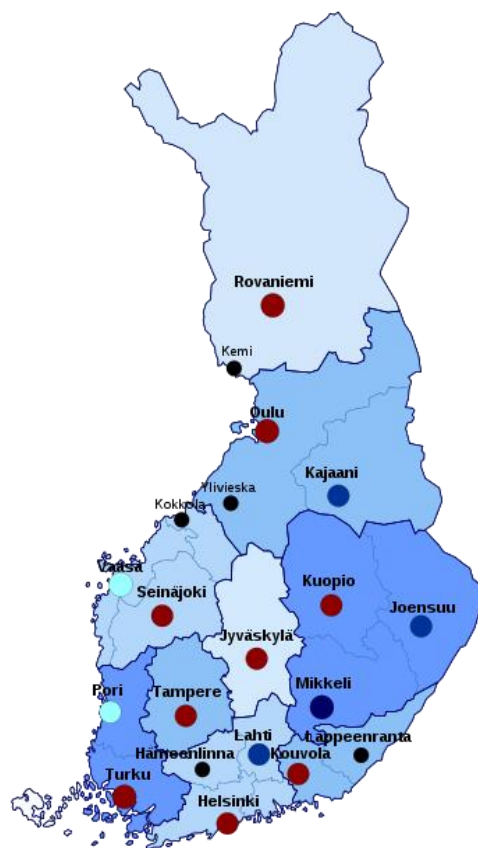 Rovaniemi
Kemi
Oulu
Kajaani
Ylivieska
Kokkola
Vaasa
Seinäjoki
Kuopio
Joensuu
Jyväskylä
Mikkeli
Pori
Tampere
Lahti
Lappeenranta
Hämeenlinna
Kouvola
Turku
Helsinki